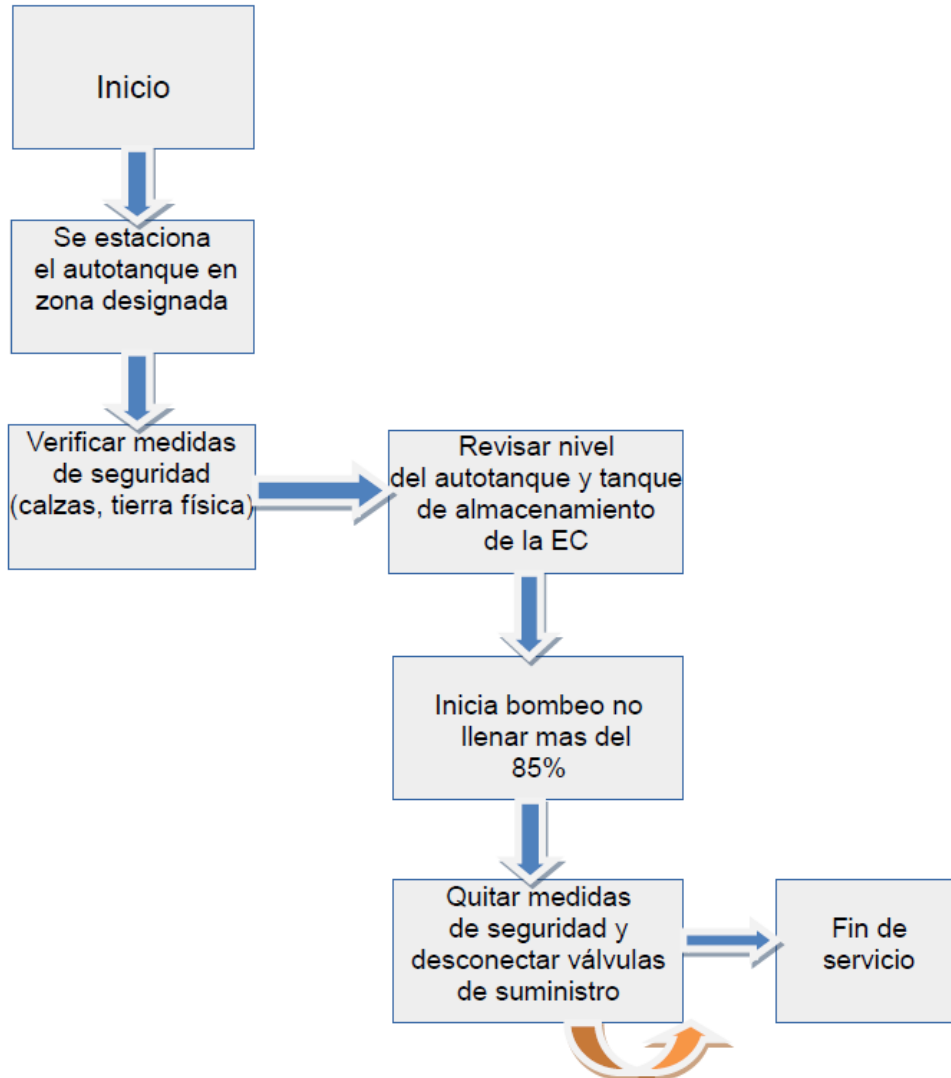 Inicio
Se estaciona
el autotanque en
zona designada
Verificar medidas
de seguridad
(calzas, tierra física)
Revisar nivel
del autotanque y tanque
de almacenamiento
de la EC
Inicia bombeo no
llenar mas del
85%
Quitar medidas
de seguridad y
desconectar válvulas
de suministro
Fin de
servicio